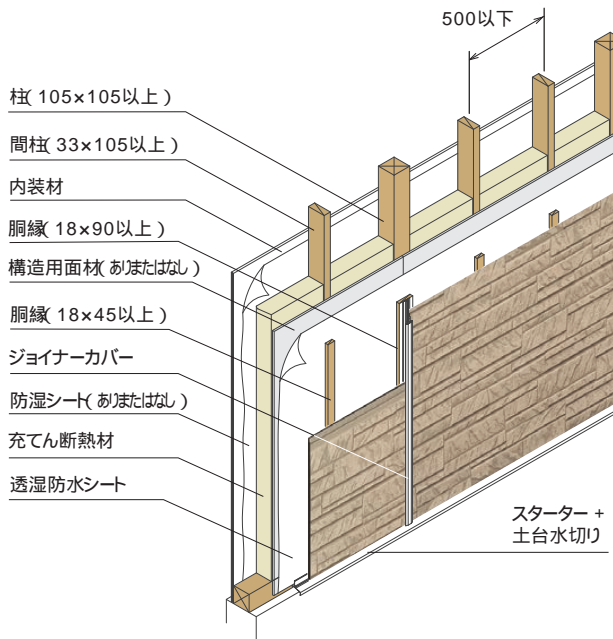 500以下
柱(105×105以上)
間柱(33×105以上)
内装材
胴縁(18×90以上)
構造用面材(ありまたはなし)
胴縁(18×45以上)
ジョイナーカバー
防湿シート(ありまたはなし)
充てん断熱材
透湿防水シート
スターター+
土台水切り